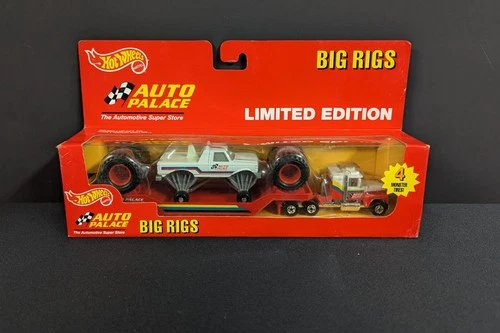 Hot Wheels
BIG RIGS
AUTO
PALACE
The Automotive Super Store
LIMITED EDITION
4
MONSTER
TIRES!
PALACE
Hot Wheels
AUTO
PALACE
The Automotive Super Store
BIG RIGS